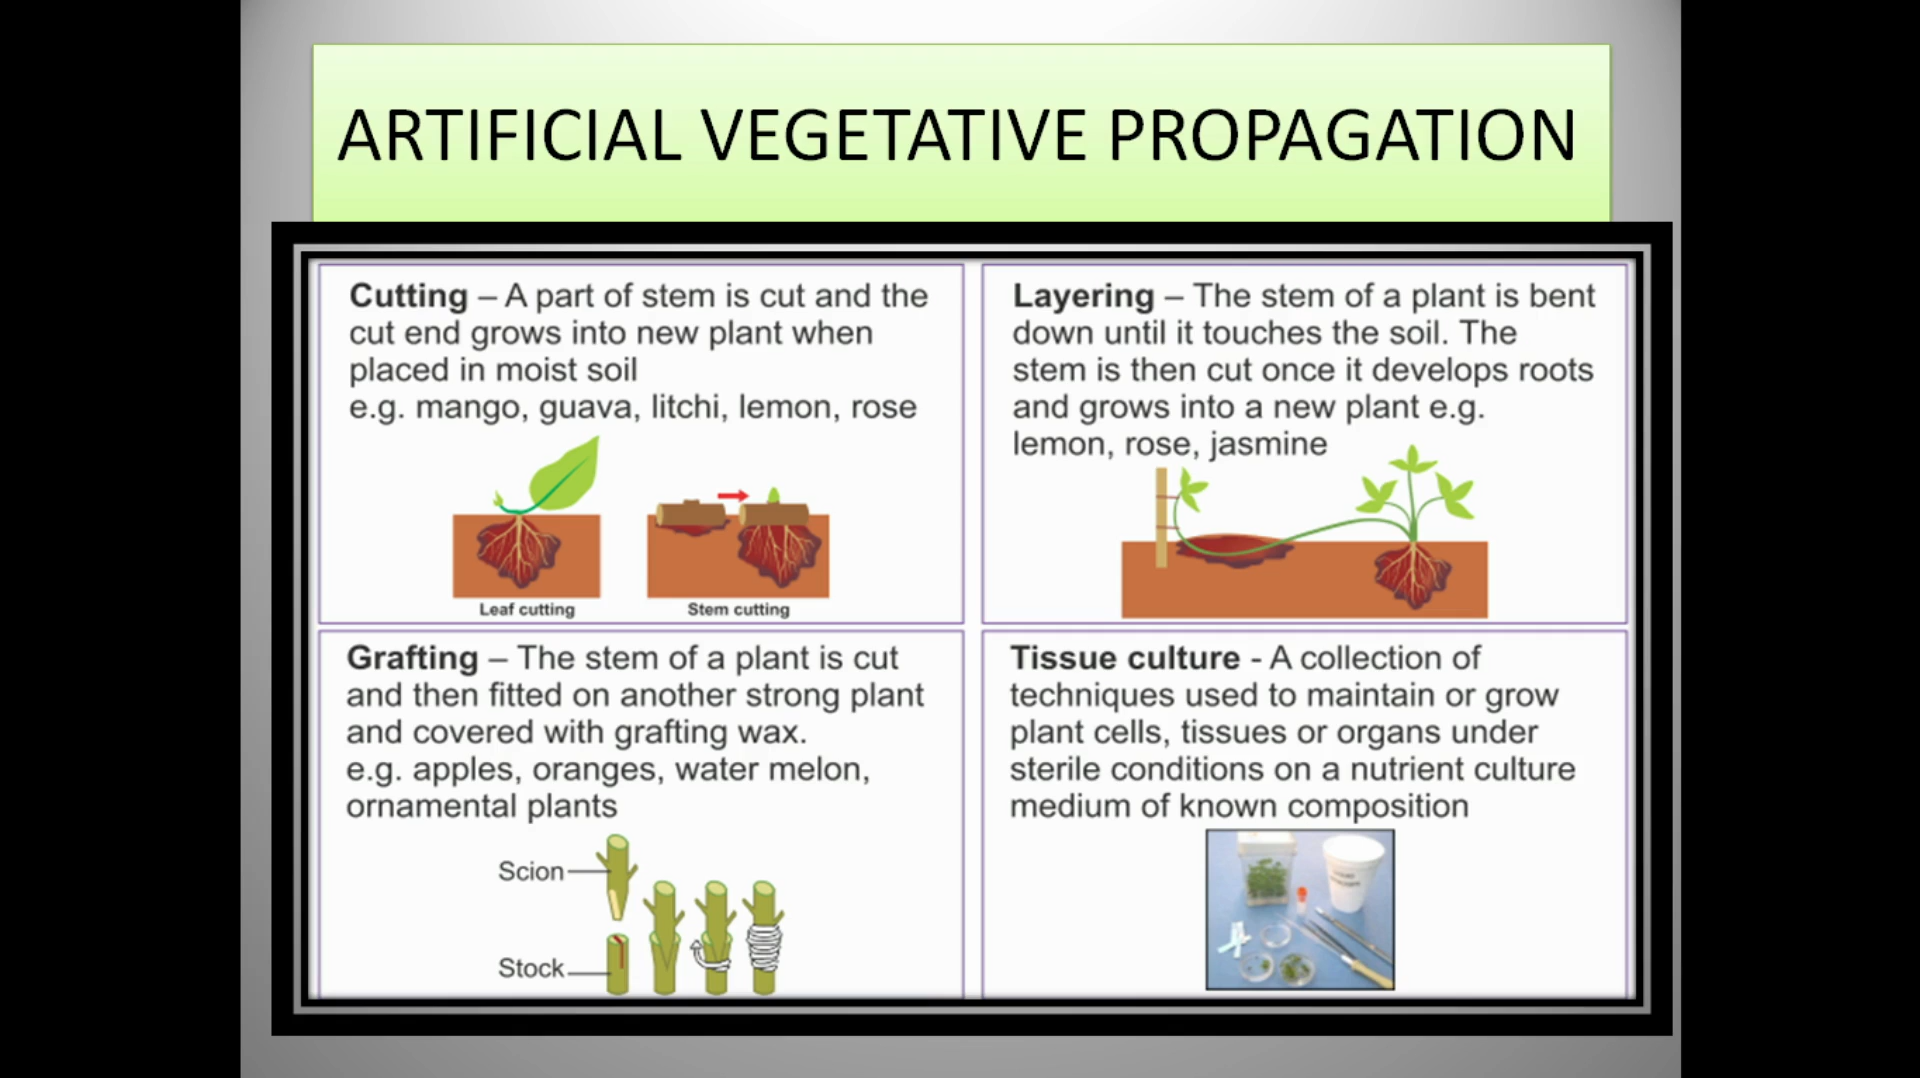 ARTIFICIAL VEGETATIVE PROPAGATION
Cutting – A part of stem is cut and the
cut end grows into new plant when
placed in moist soil
e.g. mango, guava, litchi, lemon, rose
Leaf cutting
Stem cutting
Layering – The stem of a plant is bent
down until it touches the soil. The
stem is then cut once it develops roots
and grows into a new plant e.g.
lemon, rose, jasmine
Grafting – The stem of a plant is cut
and then fitted on another strong plant
and covered with grafting wax.
e.g. apples, oranges, water melon,
ornamental plants
Scion
Stock
Tissue culture - A collection of
techniques used to maintain or grow
plant cells, tissues or organs under
sterile conditions on a nutrient culture
medium of known composition